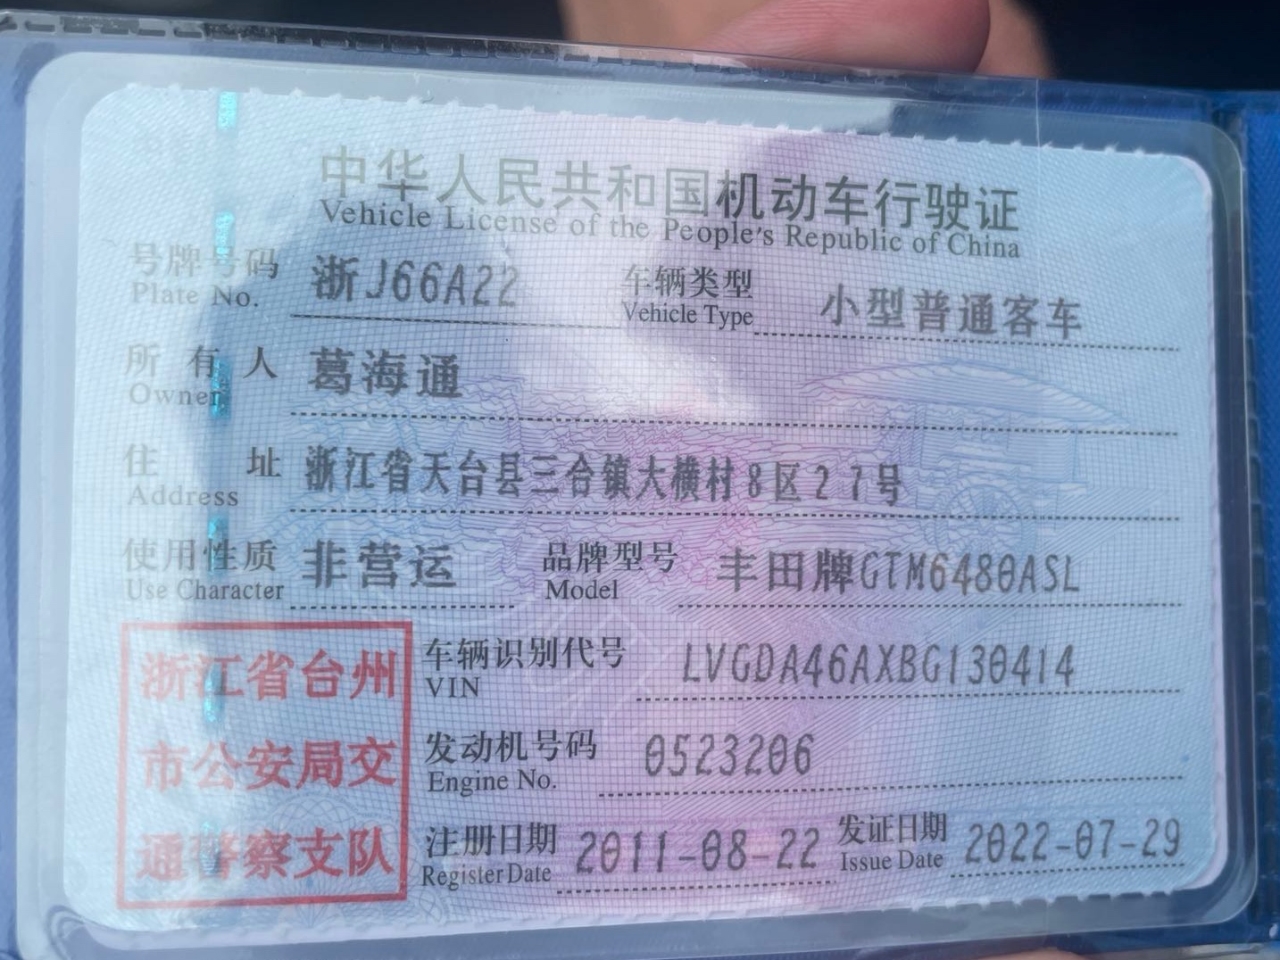 中华人民共和国机动车行驶证
Vehicle License of the People's Republic of China
号牌号码 浙J66A22 车辆类型 小型普通客车
Plate No. Vehicle Type
所有人 葛海通
Owner
住址 浙江省天台县三合镇大横村8区27号
Address
使用性质 非营运 品牌型号 丰田牌GTM6480ASL
Use Character Model
浙江省台州
市公安局交
通警察支队
车辆识别代号 LVGDA46AXBG130414
VIN
发动机号码 0523206
Engine No.
注册日期 2011-08-22 发证日期 2022-07-29
Register Date Issue Date